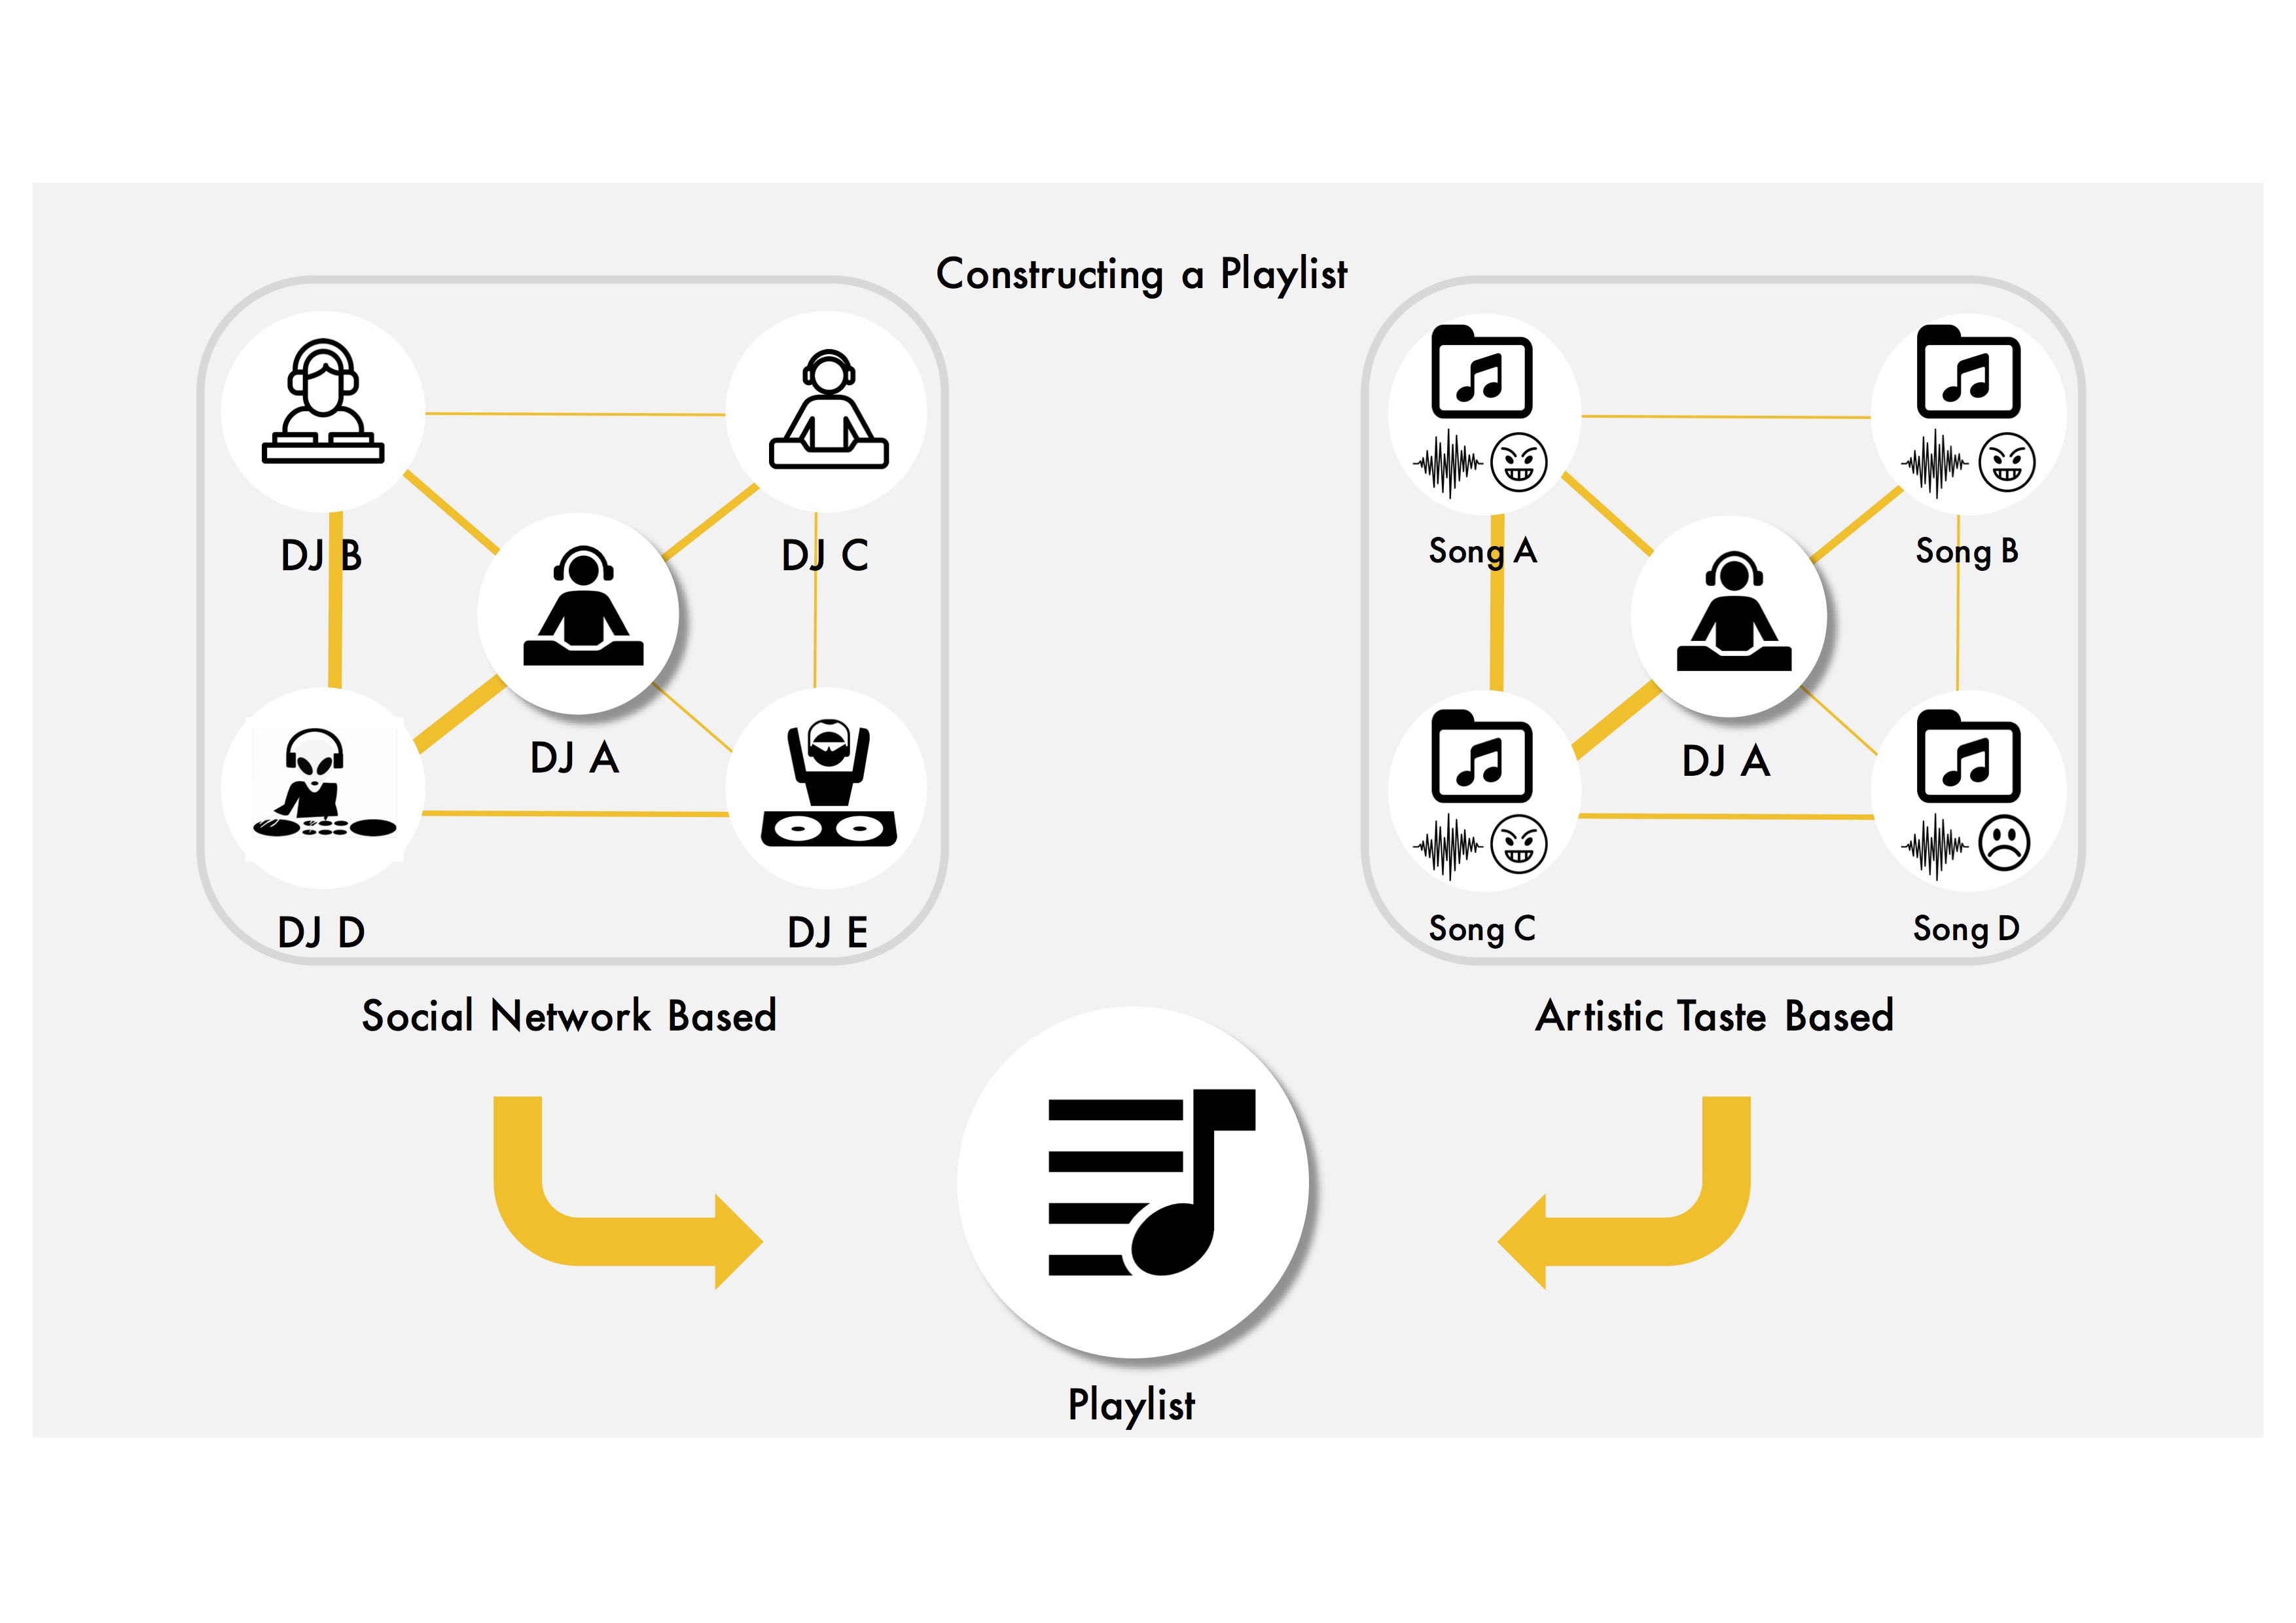 Constructing a Playlist
DJ B
DJ C
DJ A
DJ D
DJ E
Social Network Based
Song A
Song B
DJ A
Song C
Song D
Artistic Taste Based
Playlist